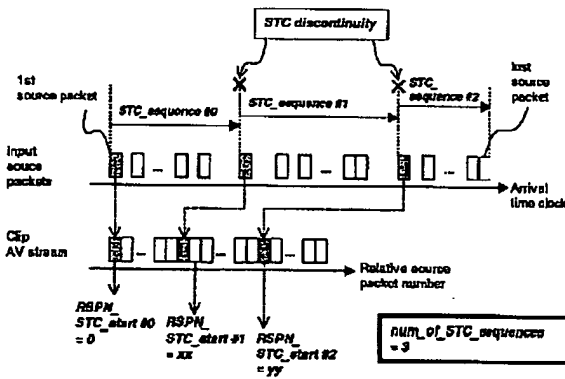 STC discontinuity
1st
source packet
last
source
packet
STC_sequence #0
STC_sequence #1
STC_
sequence #2
Input
souce
packets
Arrival
time clock
Clip
AV stream
Relative source
packet number
RSPN_
STC_start #0
= 0
RSPN_
STC_start #1
= xx
RSPN_
STC_start #2
= yy
num_of_STC_sequences
= 3